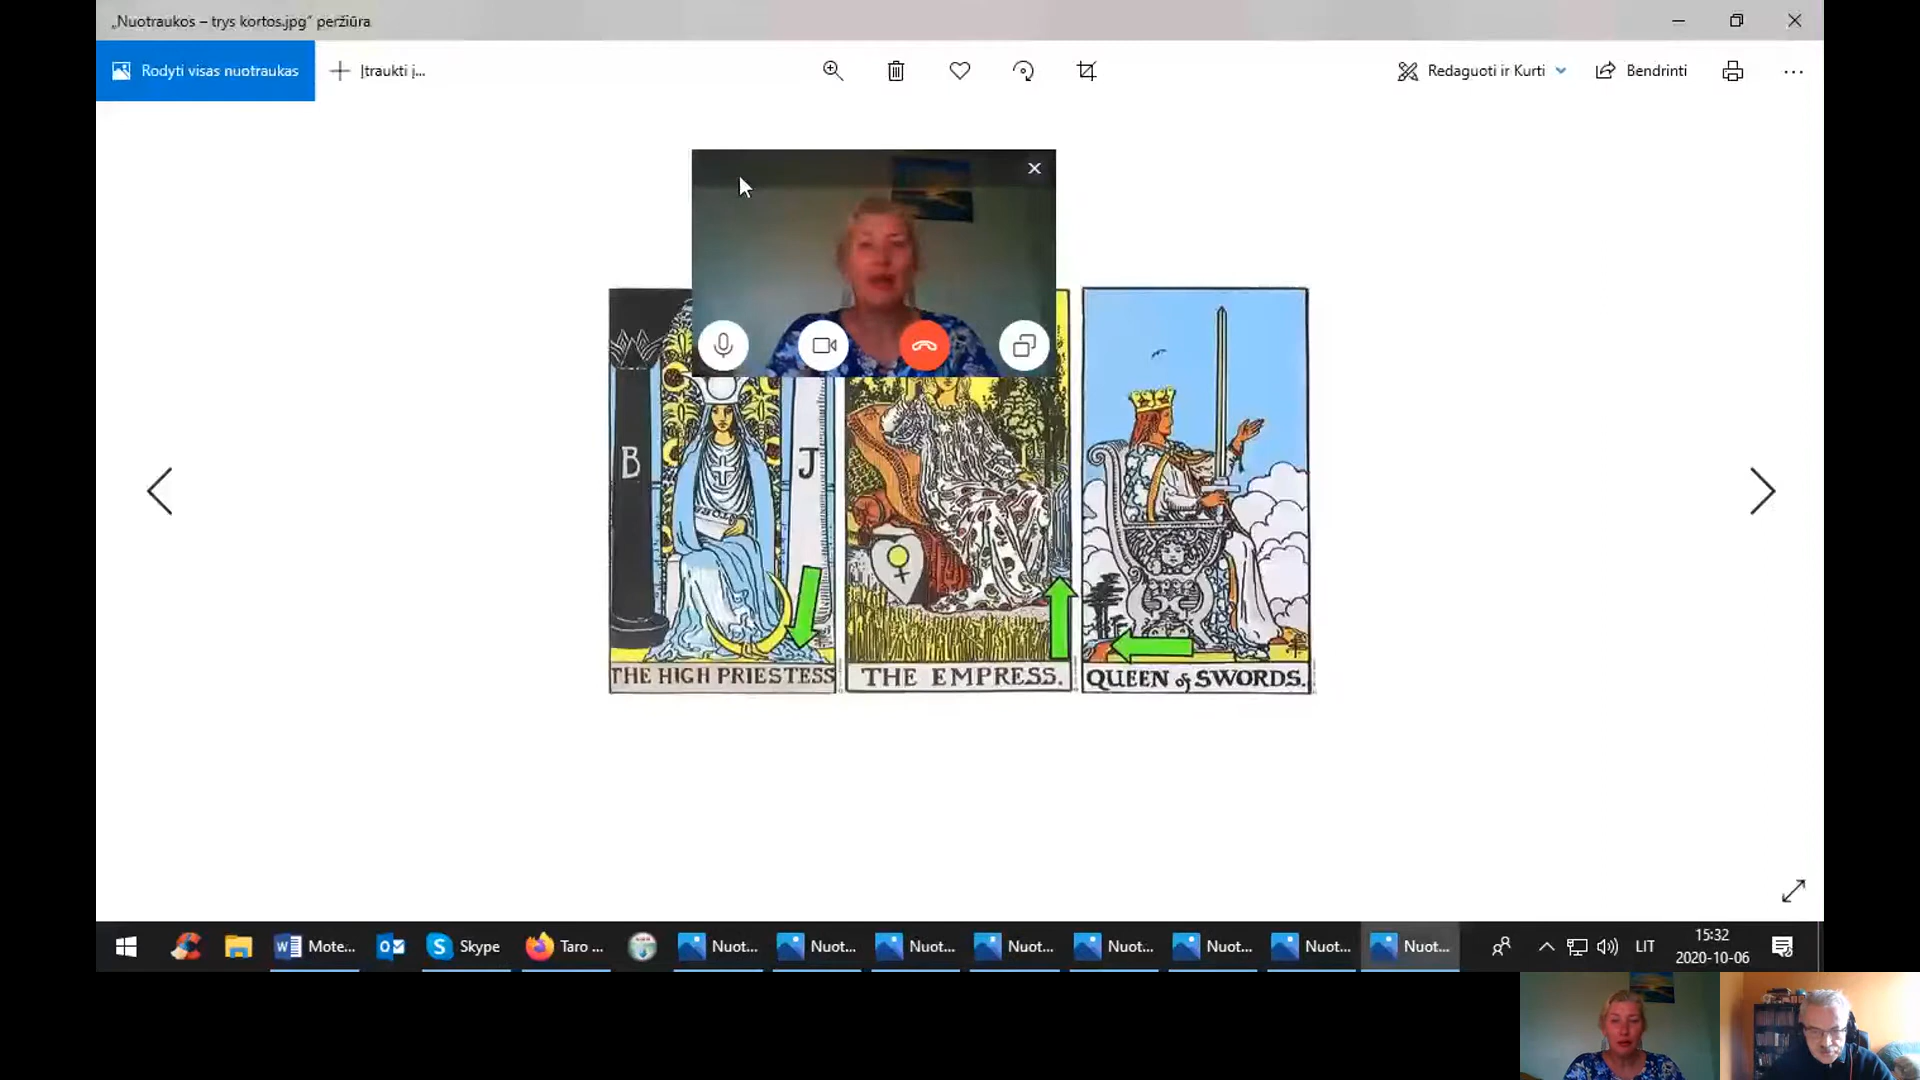 „Nuotraukos – trys kortos.jpg“ peržiūra
Rodyti visas nuotraukas
Įtraukti į...
Redaguoti ir Kurti
Bendrinti
B
J
THE HIGH PRIESTESS
THE EMPRESS.
QUEEN of SWORDS.
Mote...
Skype
Taro ...
Nuot...
Nuot...
Nuot...
Nuot...
Nuot...
Nuot...
Nuot...
Nuot...
LIT
15:32
2020-10-06